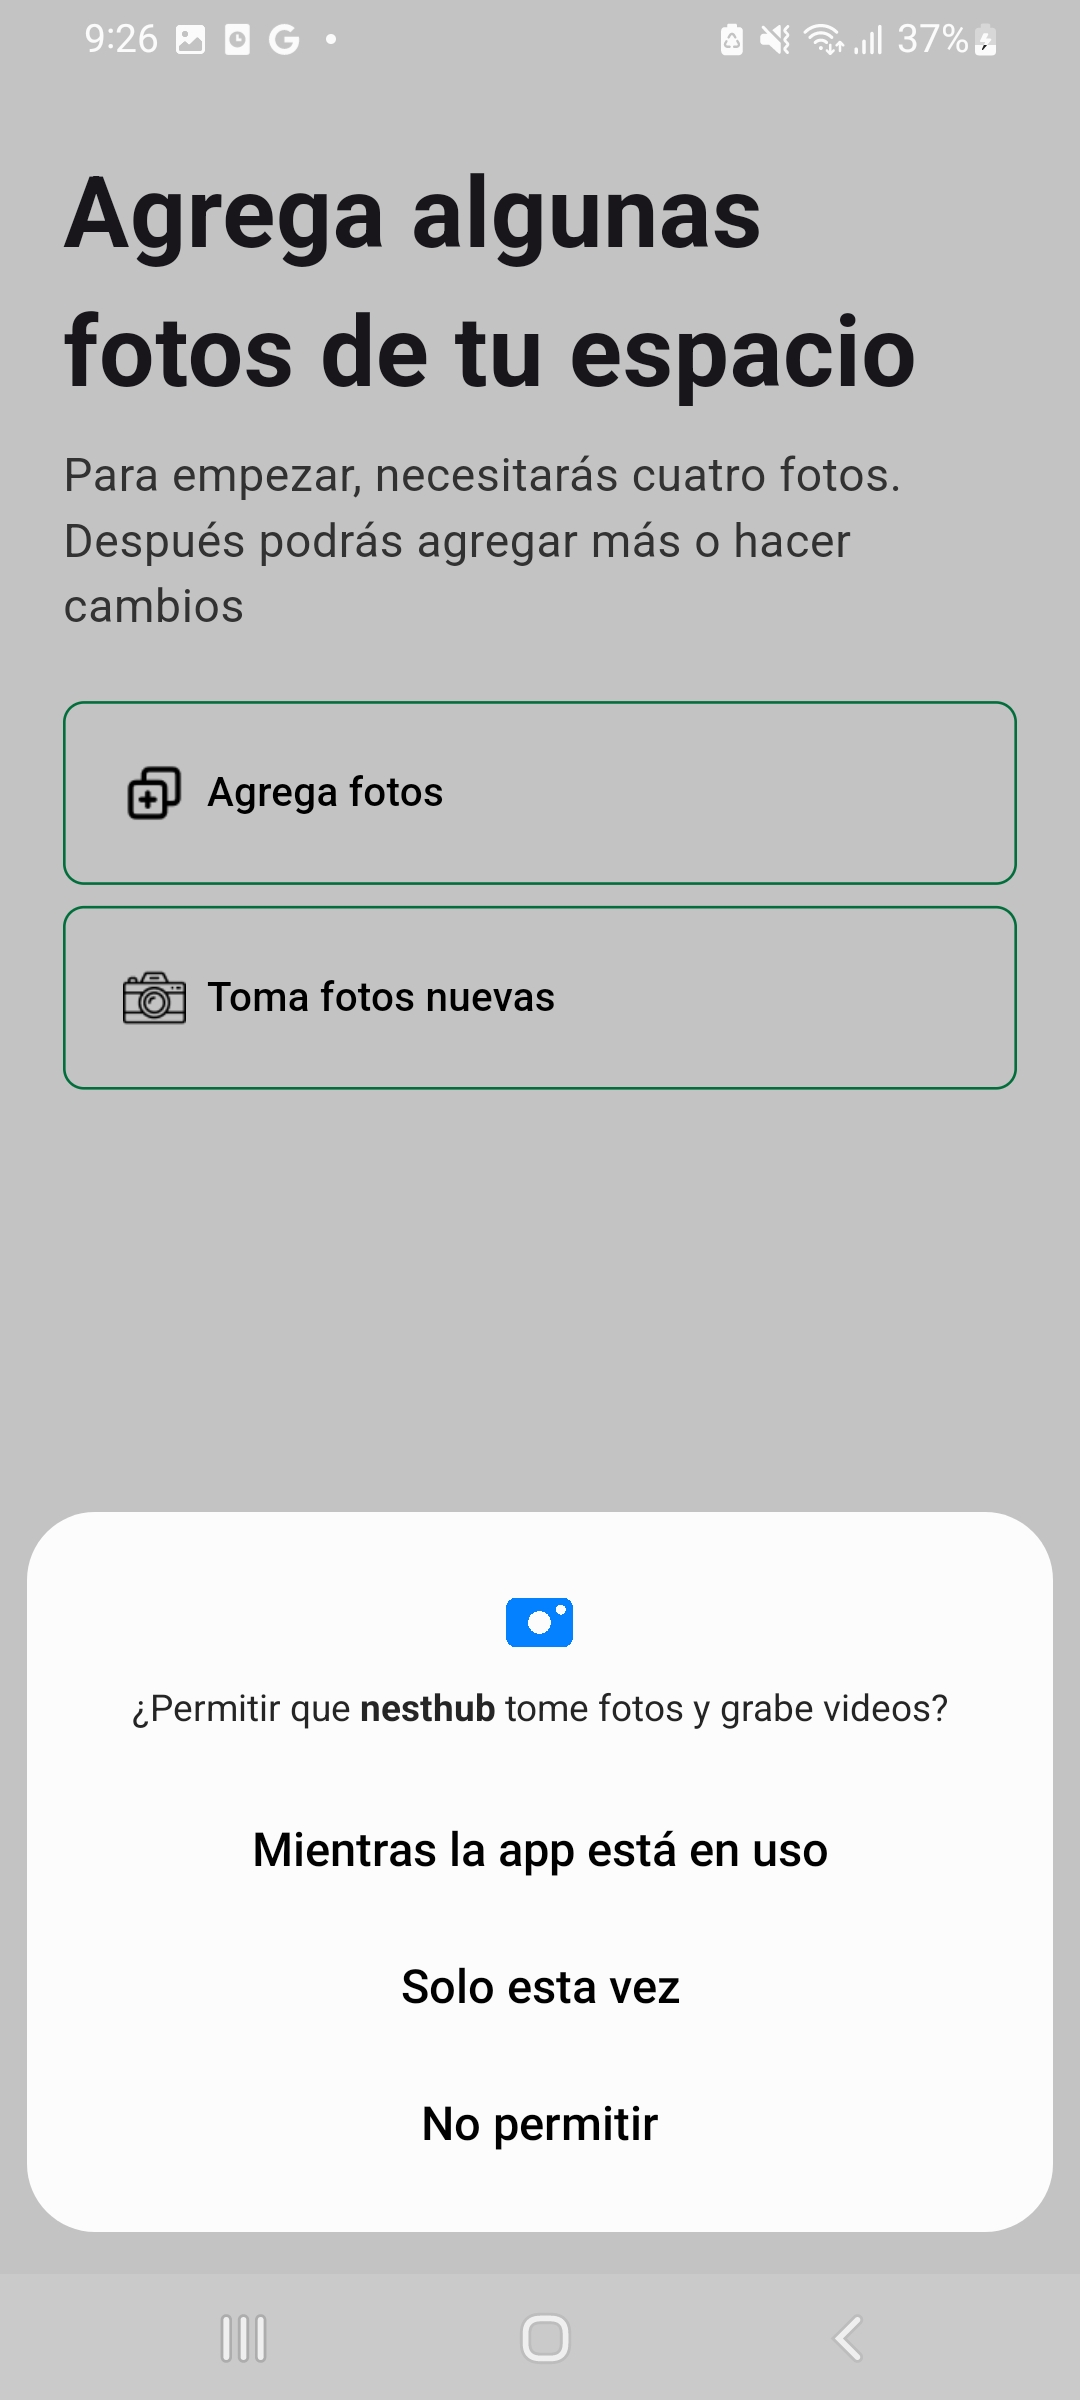 9:26
37%
Agrega algunas
fotos de tu espacio
Para empezar, necesitarás cuatro fotos.
Después podrás agregar más o hacer
cambios
Agrega fotos
Toma fotos nuevas
¿Permitir que nesthub tome fotos y grabe videos?
Mientras la app está en uso
Solo esta vez
No permitir